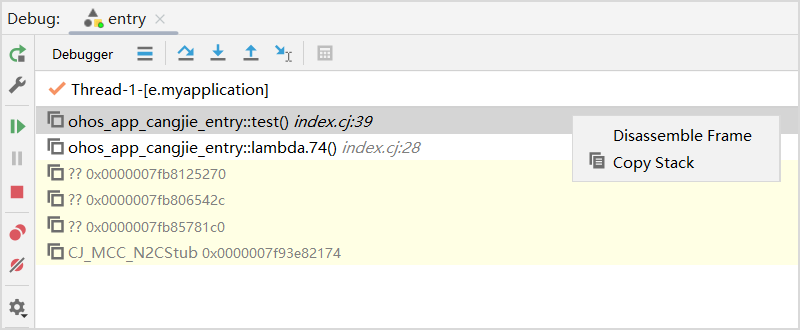 Debug: entry
Debugger
Thread-1-[e.myapplication]
ohos_app_cangjie_entry::test() index.cj:39
ohos_app_cangjie_entry::lambda.74() index.cj:28
?? 0x0000007fb8125270
?? 0x0000007fb806542c
?? 0x0000007fb85781c0
CJ_MCC_N2CStub 0x0000007f93e82174
Disassemble Frame
Copy Stack